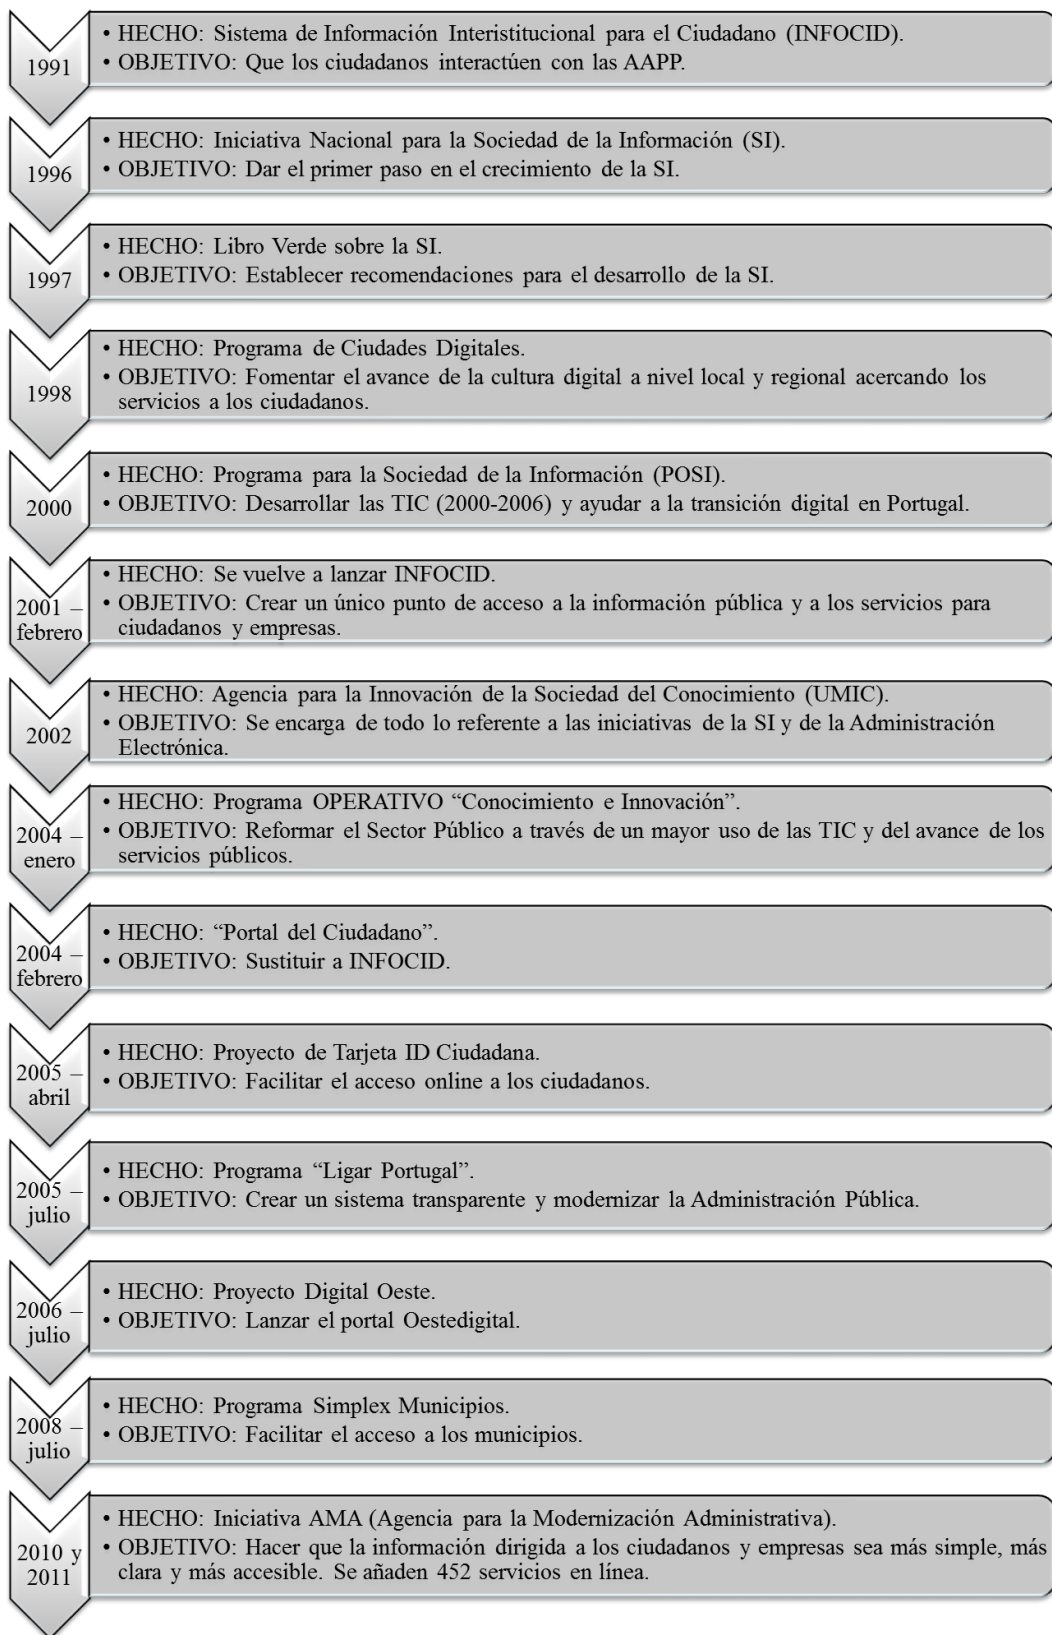 1991
• HECHO: Sistema de Información Interistitucional para el Ciudadano (INFOCID).
• OBJETIVO: Que los ciudadanos interactúen con las AAPP.
1996
• HECHO: Iniciativa Nacional para la Sociedad de la Información (SI).
• OBJETIVO: Dar el primer paso en el crecimiento de la SI.
1997
• HECHO: Libro Verde sobre la SI.
• OBJETIVO: Establecer recomendaciones para el desarrollo de la SI.
1998
• HECHO: Programa de Ciudades Digitales.
• OBJETIVO: Fomentar el avance de la cultura digital a nivel local y regional acercando los
servicios a los ciudadanos.
2000
• HECHO: Programa para la Sociedad de la Información (POSI).
• OBJETIVO: Desarrollar las TIC (2000-2006) y ayudar a la transición digital en Portugal.
2001 –
febrero
• HECHO: Se vuelve a lanzar INFOCID.
• OBJETIVO: Crear un único punto de acceso a la información pública y a los servicios para
ciudadanos y empresas.
2002
• HECHO: Agencia para la Innovación de la Sociedad del Conocimiento (UMIC).
• OBJETIVO: Se encarga de todo lo referente a las iniciativas de la SI y de la Administración
Electrónica.
2004 –
enero
• HECHO: Programa OPERATIVO “Conocimiento e Innovación”.
• OBJETIVO: Reformar el Sector Público a través de un mayor uso de las TIC y del avance de los
servicios públicos.
2004 –
febrero
• HECHO: “Portal del Ciudadano”.
• OBJETIVO: Sustituir a INFOCID.
2005 –
abril
• HECHO: Proyecto de Tarjeta ID Ciudadana.
• OBJETIVO: Facilitar el acceso online a los ciudadanos.
2005 –
julio
• HECHO: Programa “Ligar Portugal”.
• OBJETIVO: Crear un sistema transparente y modernizar la Administración Pública.
2006 –
julio
• HECHO: Proyecto Digital Oeste.
• OBJETIVO: Lanzar el portal Oestedigital.
2008 –
julio
• HECHO: Programa Simplex Municipios.
• OBJETIVO: Facilitar el acceso a los municipios.
2010 y
2011
• HECHO: Iniciativa AMA (Agencia para la Modernización Administrativa).
• OBJETIVO: Hacer que la información dirigida a los ciudadanos y empresas sea más simple, más
clara y más accesible. Se añaden 452 servicios en línea.